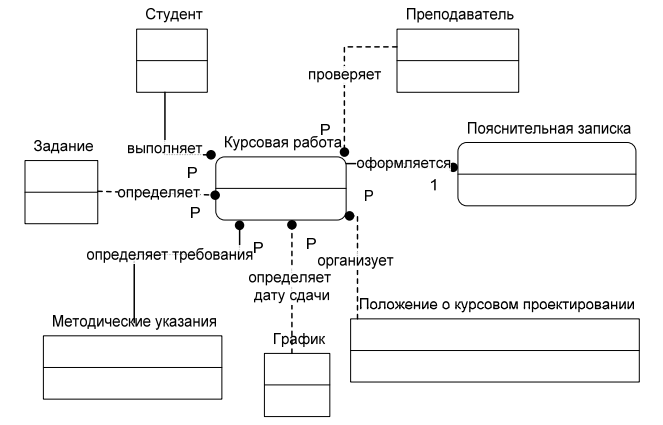 Студент
Преподаватель
проверяет
P
Пояснительная записка
Задание
выполняет
Курсовая работа
оформляется
P
1
определяет
P
P
определяет требования
P
P
организует
определяет
дату сдачи
Положение о курсовом проектировании
Методические указания
График